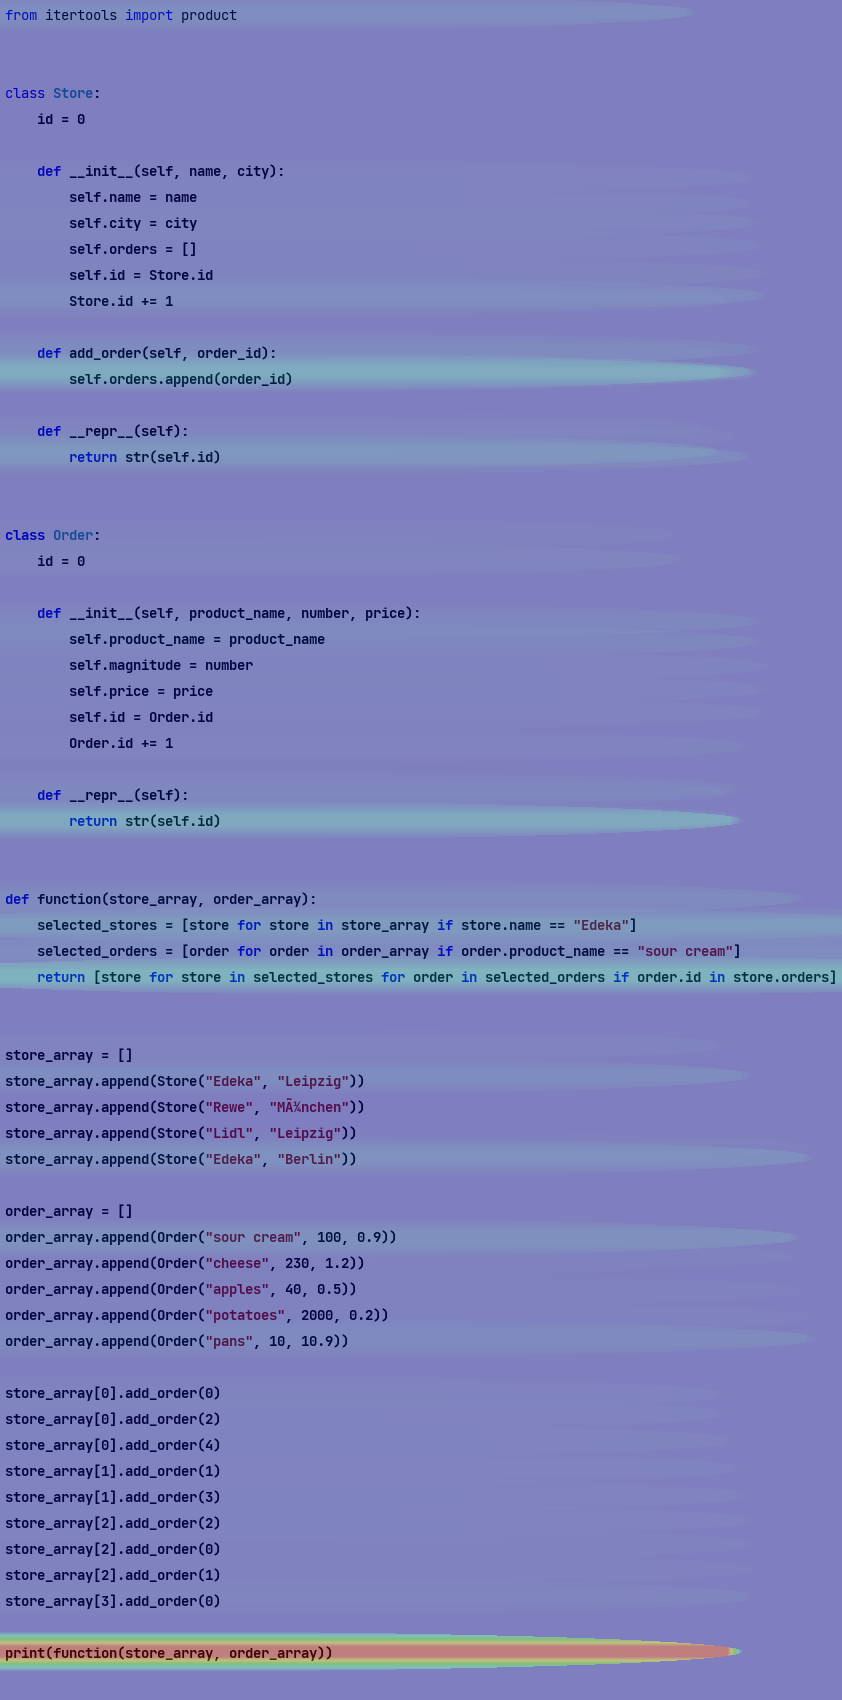 from itertools import product
class Store:
    id = 0
    def __init__(self, name, city):
        self.name = name
        self.city = city
        self.orders = []
        self.id = Store.id
        Store.id += 1
    def add_order(self, order_id):
        self.orders.append(order_id)
    def __repr__(self):
        return str(self.id)
class Order:
    id = 0
    def __init__(self, product_name, number, price):
        self.product_name = product_name
        self.magnitude = number
        self.price = price
        self.id = Order.id
        Order.id += 1
    def __repr__(self):
        return str(self.id)
def function(store_array, order_array):
    selected_stores = [store for store in store_array if store.name == "Edeka"]
    selected_orders = [order for order in order_array if order.product_name == "sour cream"]
    return [store for store in selected_stores for order in selected_orders if order.id in store.orders]
store_array = []
store_array.append(Store("Edeka", "Leipzig"))
store_array.append(Store("Rewe", "MÃ¼nchen"))
store_array.append(Store("Lidl", "Leipzig"))
store_array.append(Store("Edeka", "Berlin"))
order_array = []
order_array.append(Order("sour cream", 100, 0.9))
order_array.append(Order("cheese", 230, 1.2))
order_array.append(Order("apples", 40, 0.5))
order_array.append(Order("potatoes", 2000, 0.2))
order_array.append(Order("pans", 10, 10.9))
store_array[0].add_order(0)
store_array[0].add_order(2)
store_array[0].add_order(4)
store_array[1].add_order(1)
store_array[1].add_order(3)
store_array[2].add_order(2)
store_array[2].add_order(0)
store_array[2].add_order(1)
store_array[3].add_order(0)
print(function(store_array, order_array))